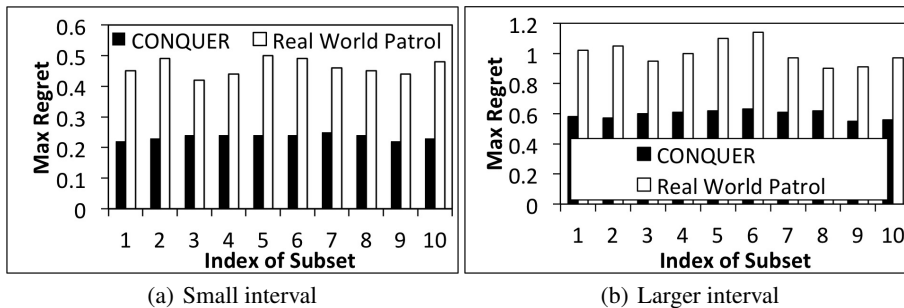 Max Regret
0.6
0.5
0.4
0.3
0.2
0.1
0
CONQUER Real World Patrol
1 2 3 4 5 6 7 8 9 10
Index of Subset
(a) Small interval
Max Regret
1.2
1
0.8
0.6
0.4
0.2
0
CONQUER
Real World Patrol
1 2 3 4 5 6 7 8 9 10
Index of Subset
(b) Larger interval